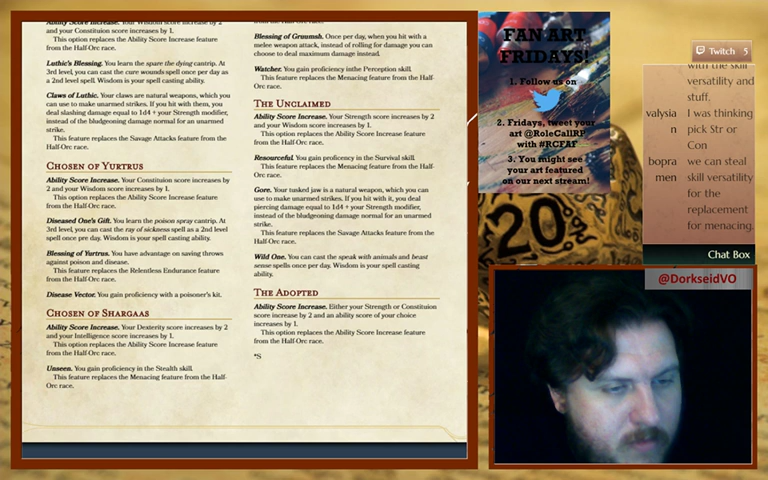 Ability Score Increase. Your Wisdom score increases by 2
and your Constituion score increases by 1.
This option replaces the Ability Score Increase feature
from the Half-Orc race.
Luthic's Blessing. You learn the spare the dying cantrip. At
3rd level, you can cast the cure wounds spell once per day as
a 2nd level spell. Wisdom is your spell casting ability.
Claws of Luthic. Your claws are natural weapons, which you
can use to make unarmed strikes. If you hit with them, you
deal slashing damage equal to 1d4 + your Strength modifier,
instead of the bludgeoning damage normal for an unarmed
strike.
This feature replaces the Savage Attacks feature from the
Half-Orc race.
Chosen of Yurtrus
Ability Score Increase. Your Constituion score increases by
2 and your Wisdom score increases by 1.
This option replaces the Ability Score Increase feature
from the Half-Orc race.
Diseased One's Gift. You learn the poison spray cantrip. At
3rd level, you can cast the ray of sickness spell as a 2nd level
spell once per day. Wisdom is your spell casting ability.
Blessing of Yurtrus. You have advantage on saving throws
against poison and disease.
This feature replaces the Relentless Endurance feature
from the Half-Orc race.
Disease Vector. You gain proficiency with a poisoner's kit.
Chosen of Shargaas
Ability Score Increase. Your Dexterity score increases by 2
and your Intelligence score increases by 1.
This option replaces the Ability Score Increase feature
from the Half-Orc race.
Unseen. You gain proficiency in the Stealth skill.
This feature replaces the Menacing feature from the Half-
Orc race.
from the Half-Orc race.
Blessing of Gruumsh. Once per day, when you hit with a
melee weapon attack, instead of rolling for damage you can
choose to deal maximum damage instead.
Watcher. You gain proficiency inthe Perception skill.
This feature replaces the Menacing feature from the Half-
Orc race.
The Unclaimed
Ability Score Increase. Your Strength score increases by 2
and your Wisdom score increases by 1.
This option replaces the Ability Score Increase feature
from the Half-Orc race.
Resourceful. You gain proficiency in the Survival skill.
This feature replaces the Menacing feature from the Half-
Orc race.
Gore. Your tusked jaw is a natural weapon, which you can
use to make unarmed strikes. If you hit with it, you deal
piercing damage equal to 1d4 + your Strength modifier,
instead of the bludgeoning damage normal for an unarmed
strike.
This feature replaces the Savage Attacks feature from the
Half-Orc race.
Wild One. You can cast the speak with animals and beast
sense spells once per day. Wisdom is your spell casting
ability.
The Adopted
Ability Score Increase. Either your Strength or Constituion
score increase by 2 and an ability score of your choice
increases by 1.
This option replaces the Ability Score Increase feature
from the Half-Orc race.
*S
FAN ART
FRIDAYS!
1. Follow us on
2. Fridays, tweet your
art @RoleCallRP
with #RCFAF
3. You might see
your art featured
on our next stream!
20
Twitch 5
with the skill
versatility and
stuff.
valysia I was thinking
n pick Str or
Con
bopra we can steal
men skill versatility
for the
replacement
for menacing.
Chat Box
@DorkseidVO